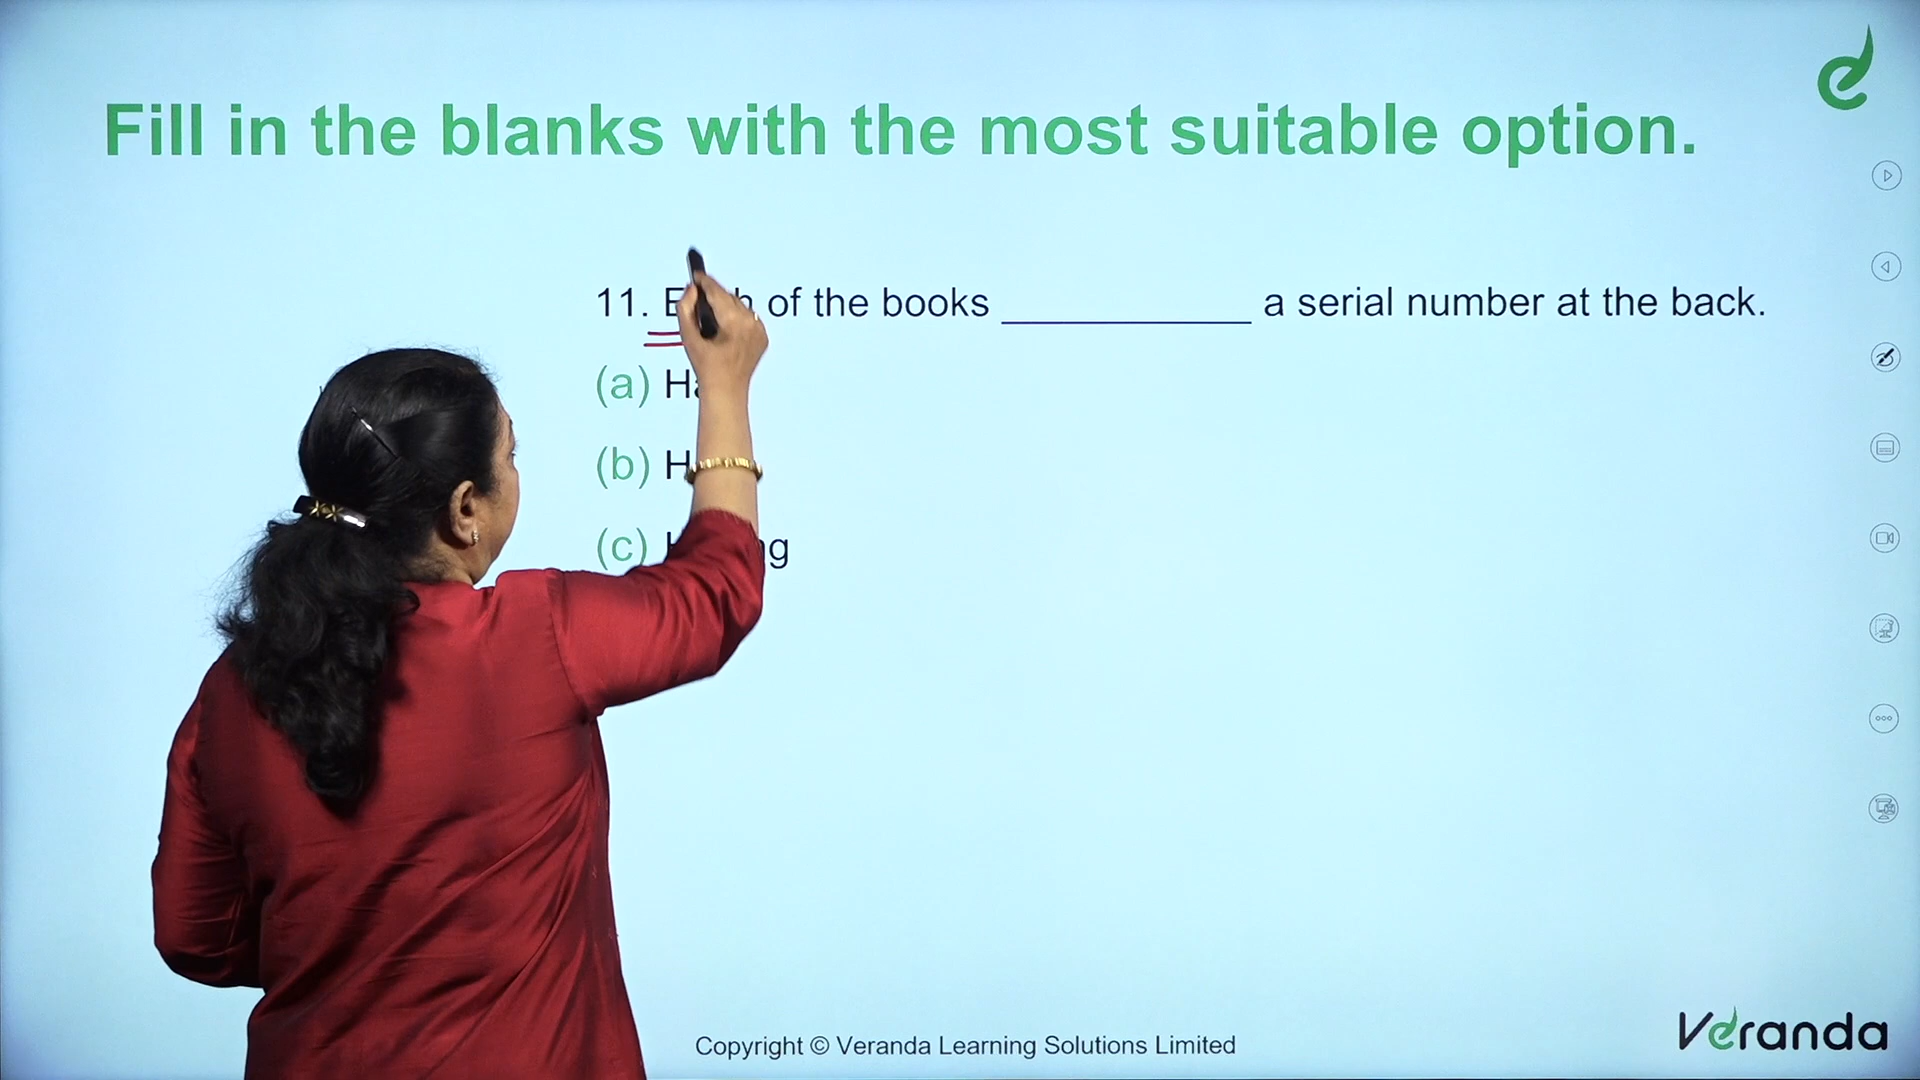 Fill in the blanks with the most suitable option.
11. of the books __________ a serial number at the back.
(a)
(b)
(c)
Copyright © Veranda Learning Solutions Limited
Veranda